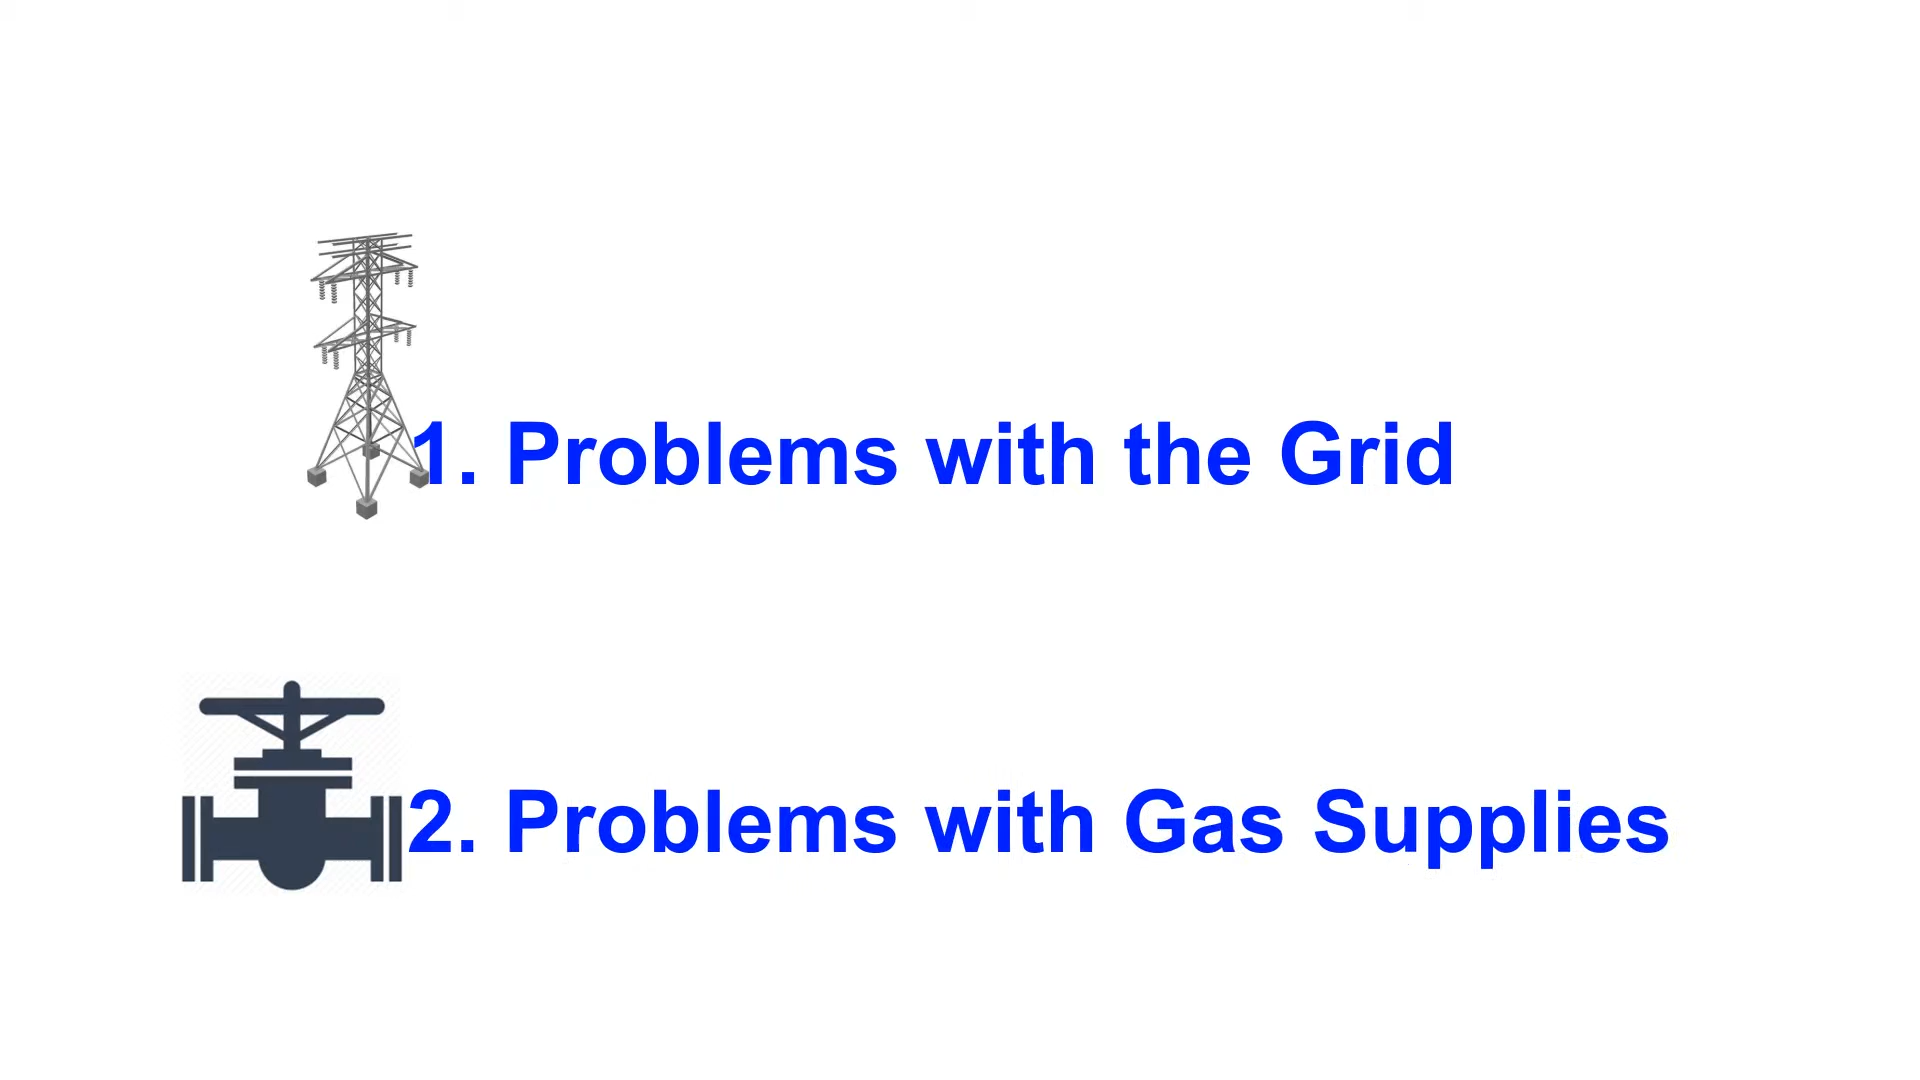 1. Problems with the Grid
2. Problems with Gas Supplies